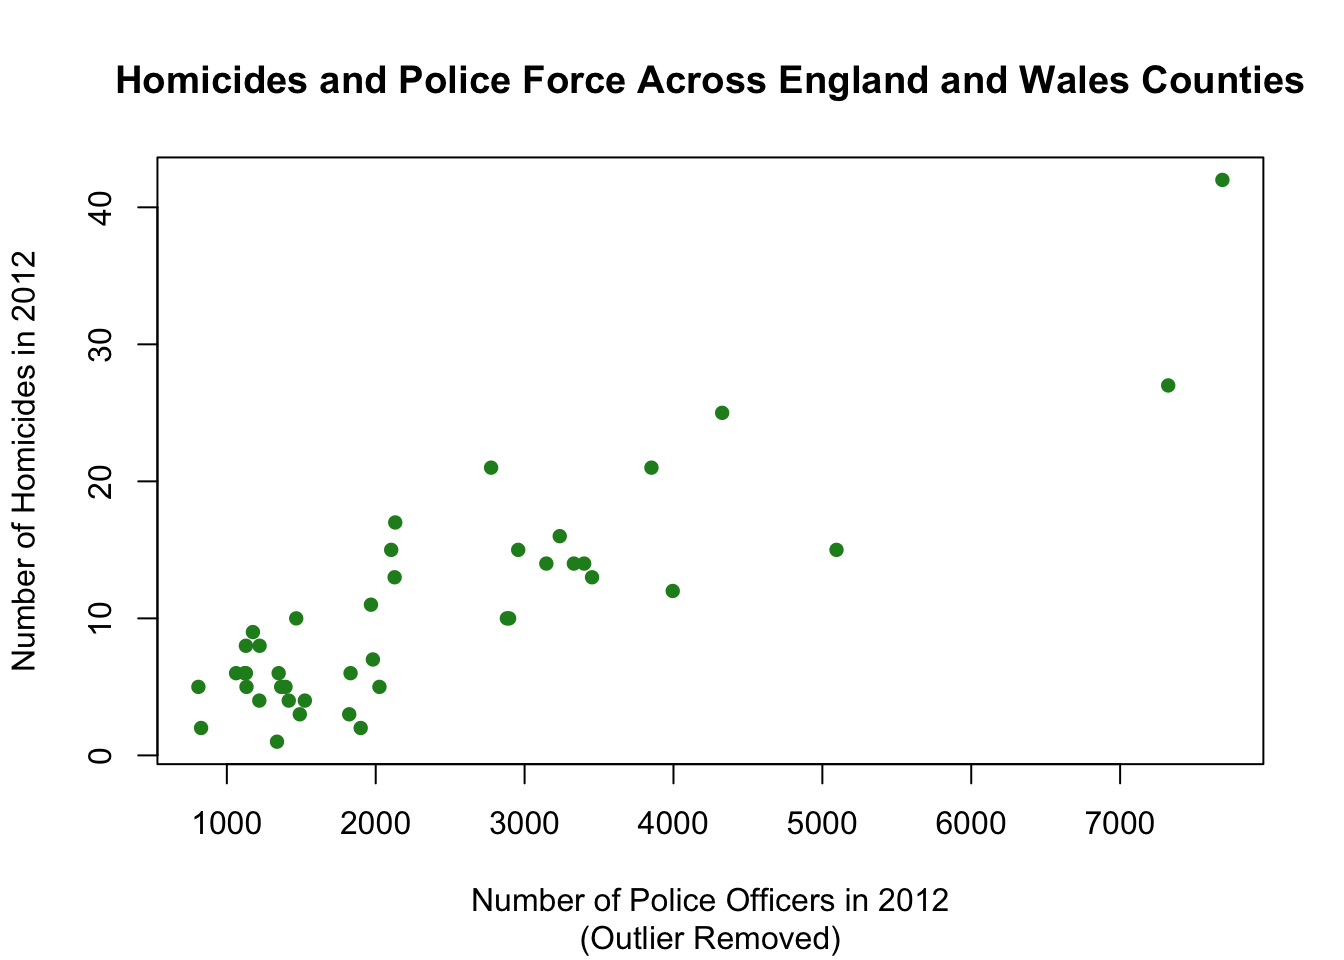 Homicides and Police Force Across England and Wales Counties
Number of Homicides in 2012
40
30
20
10
0
1000 2000 3000 4000 5000 6000 7000
Number of Police Officers in 2012
(Outlier Removed)